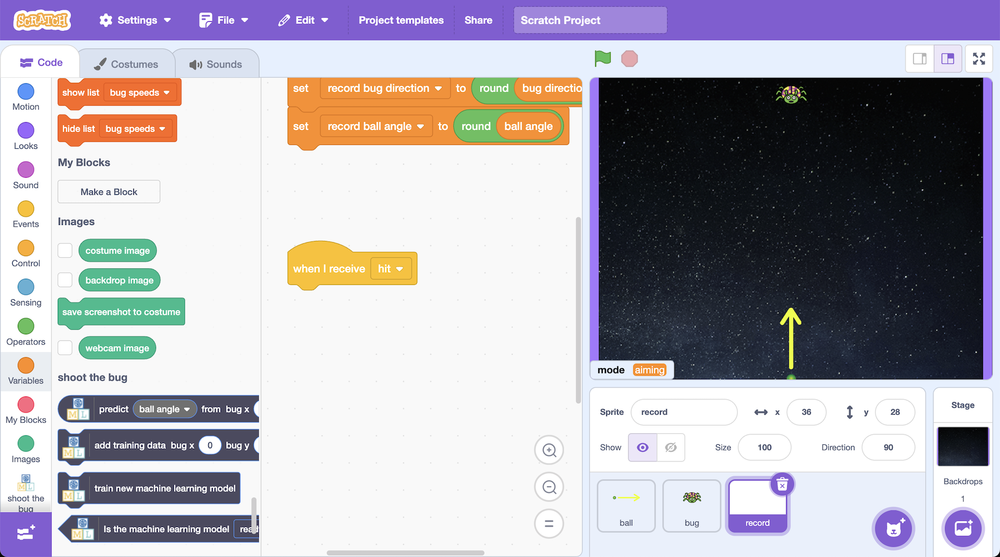 SCRATCH
Settings
File
Edit
Project templates
Share
Scratch Project
Code
Costumes
Sounds
Motion
Looks
Sound
Events
Control
Sensing
Operators
Variables
My Blocks
Images
shoot the
bug
show list bug speeds
hide list bug speeds
My Blocks
Make a Block
Images
costume image
backdrop image
save screenshot to costume
webcam image
shoot the bug
predict ball angle from bug x
add training data bug x 0 bug y
train new machine learning model
Is the machine learning model rea
set record bug direction to round bug directio
set record ball angle to round ball angle
when I receive hit
mode aiming
Sprite record x 36 y 28
Show Size 100 Direction 90
ball
bug
record
Stage
Backdrops
1
M L
M L
M L
M L
M L